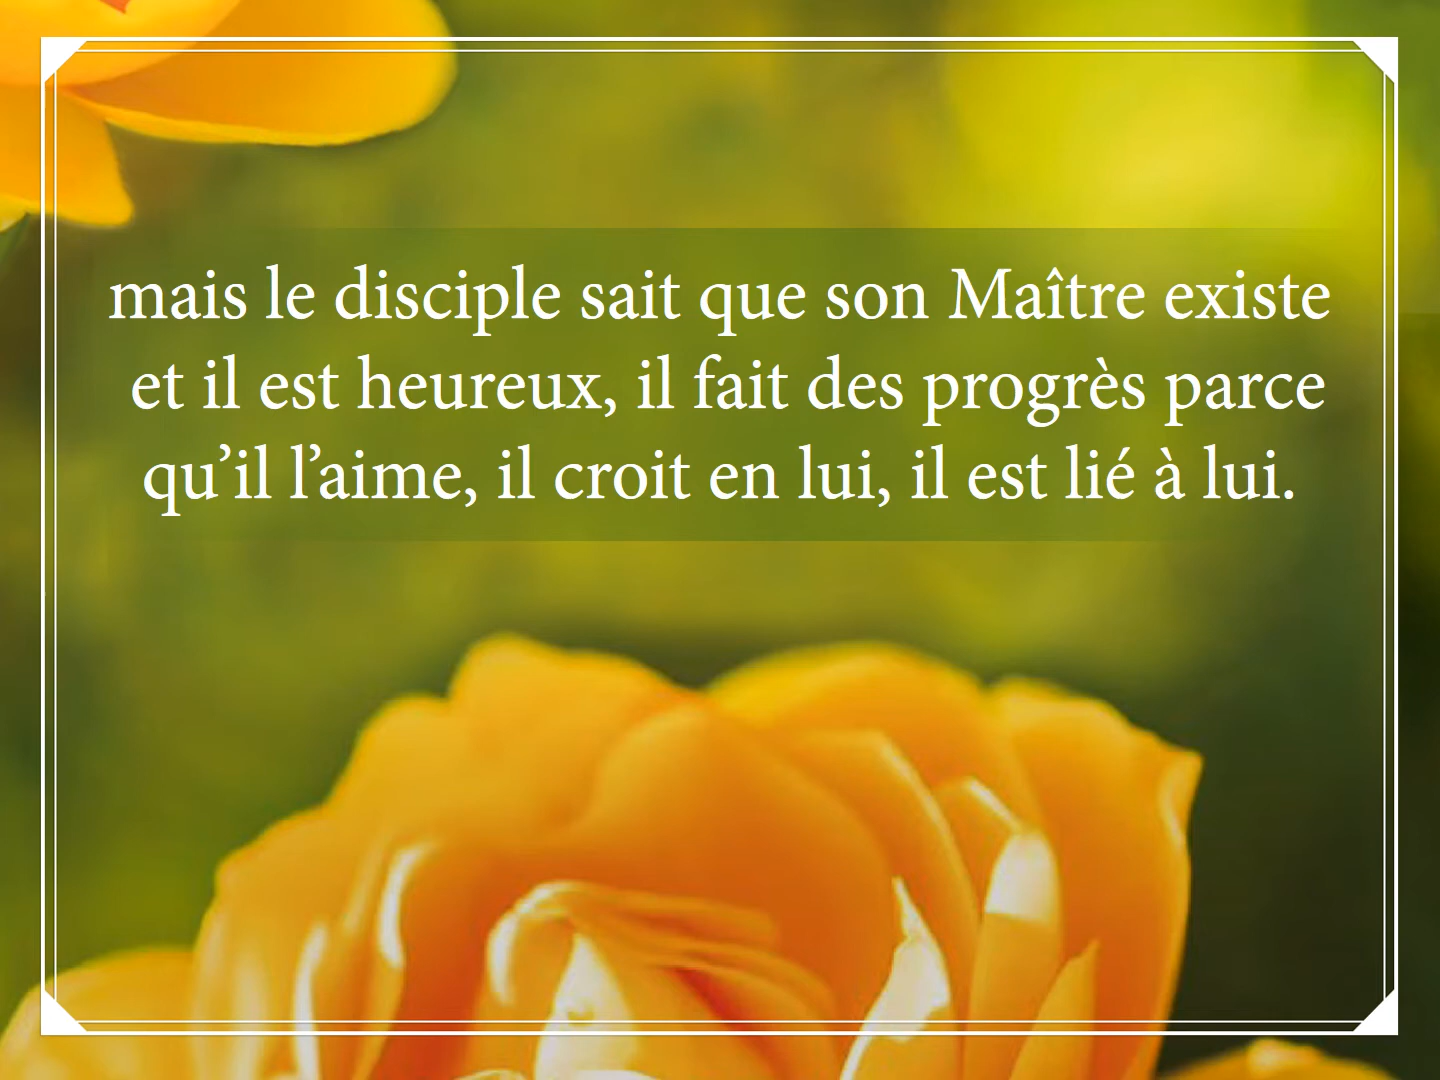 mais le disciple sait que son Maître existe
et il est heureux, il fait des progrès parce
qu’il l’aime, il croit en lui, il est lié à lui.